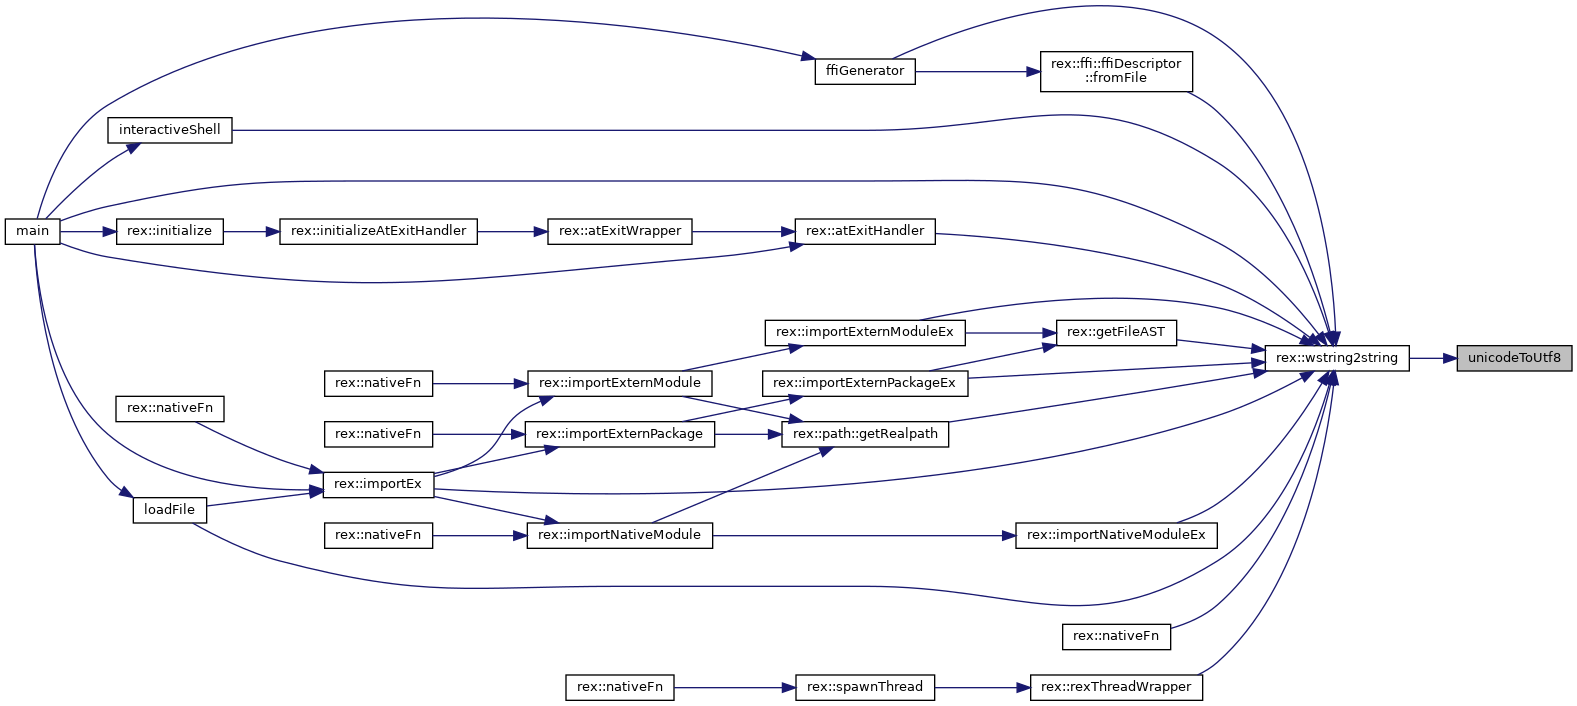 ffiGenerator
rex::ffi::ffiDescriptor
::fromFile
interactiveShell
main
rex::initialize
rex::initializeAtExitHandler
rex::atExitWrapper
rex::atExitHandler
rex::importExternModuleEx
rex::getFileAST
rex::wstring2string
unicodeToUtf8
rex::nativeFn
rex::importExternModule
rex::importExternPackageEx
rex::nativeFn
rex::nativeFn
rex::importExternPackage
rex::path::getRealpath
rex::importEx
loadFile
rex::nativeFn
rex::importNativeModule
rex::importNativeModuleEx
rex::nativeFn
rex::nativeFn
rex::spawnThread
rex::rexThreadWrapper